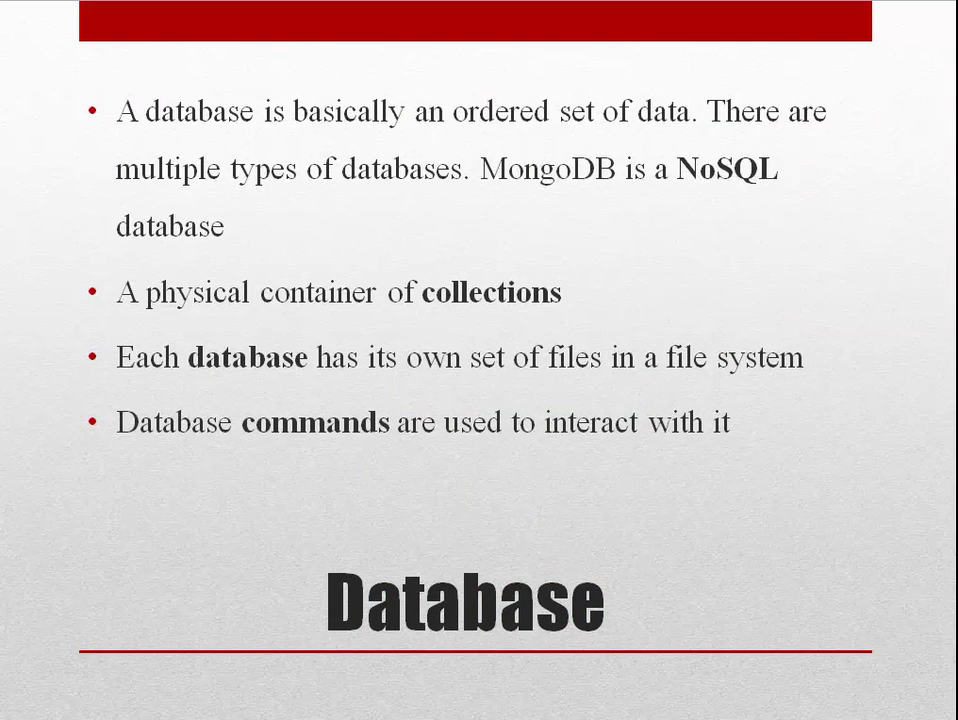 • A database is basically an ordered set of data. There are
multiple types of databases. MongoDB is a NoSQL
database
• A physical container of collections
• Each database has its own set of files in a file system
• Database commands are used to interact with it
Database